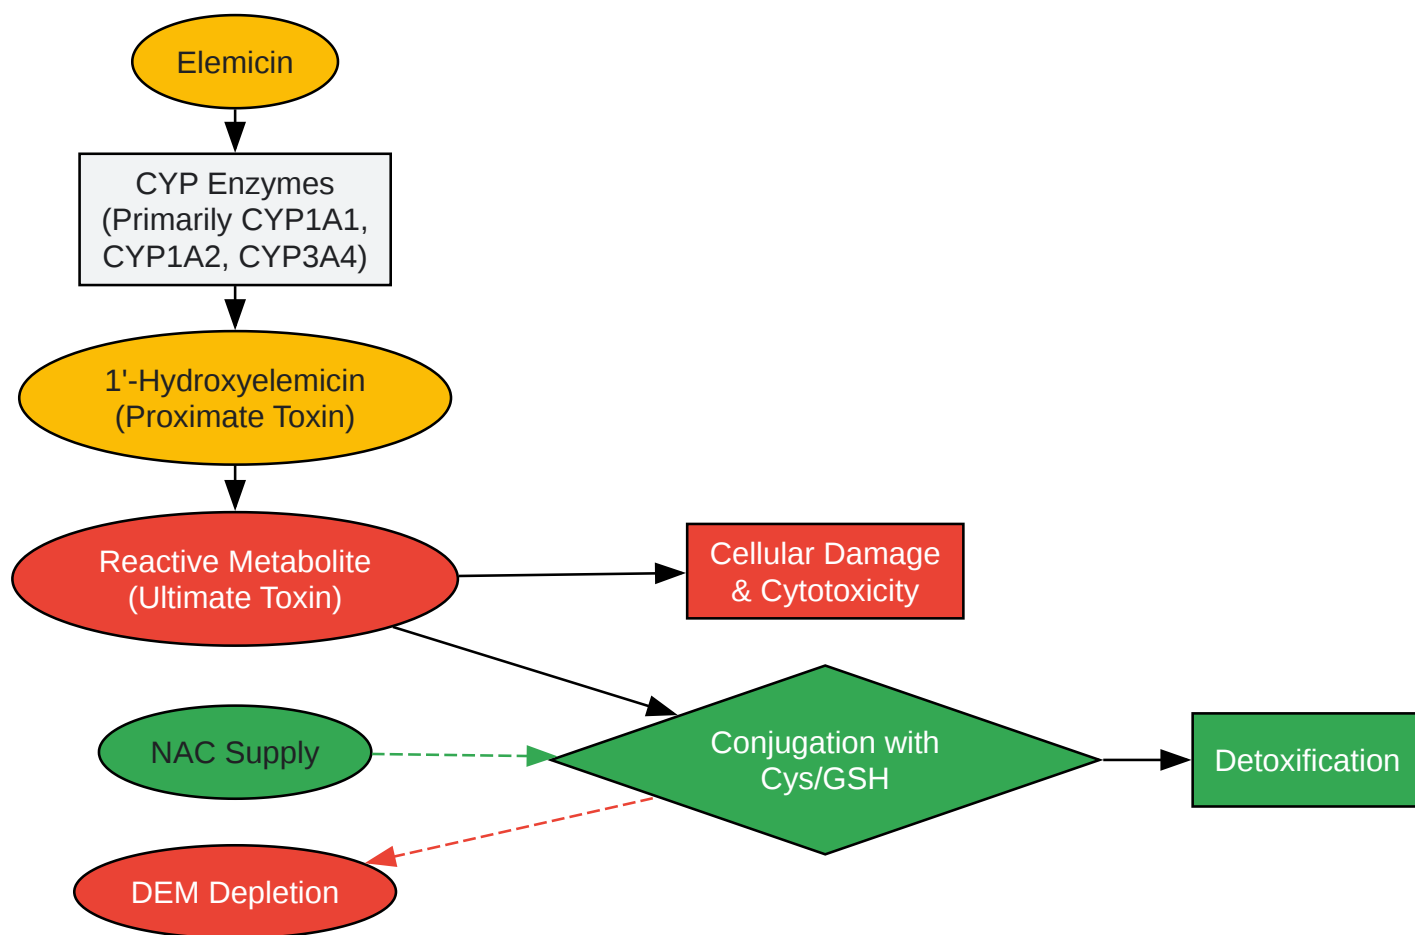 Elemicin
CYP Enzymes
(Primarily CYP1A1,
CYP1A2, CYP3A4)
1'-Hydroxyelemicin
(Proximate Toxin)
Reactive Metabolite
(Ultimate Toxin)
Cellular Damage
& Cytotoxicity
NAC Supply
Conjugation with
Cys/GSH
Detoxification
DEM Depletion